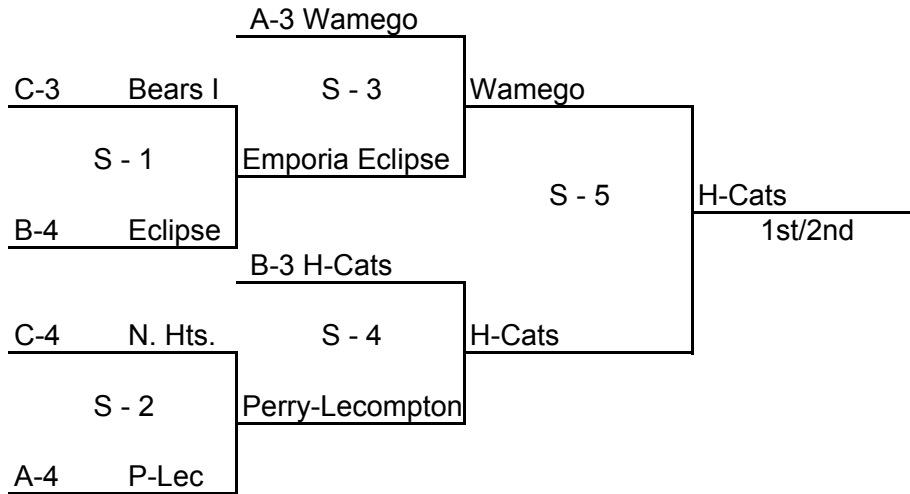 A-3 Wamego
C-3 Bears I S - 3 Wamego
S - 1 Emporia Eclipse
S - 5 H-Cats
B-4 Eclipse 1st/2nd
B-3 H-Cats
C-4 N. Hts. S - 4 H-Cats
S - 2 Perry-Lecompton
A-4 P-Lec